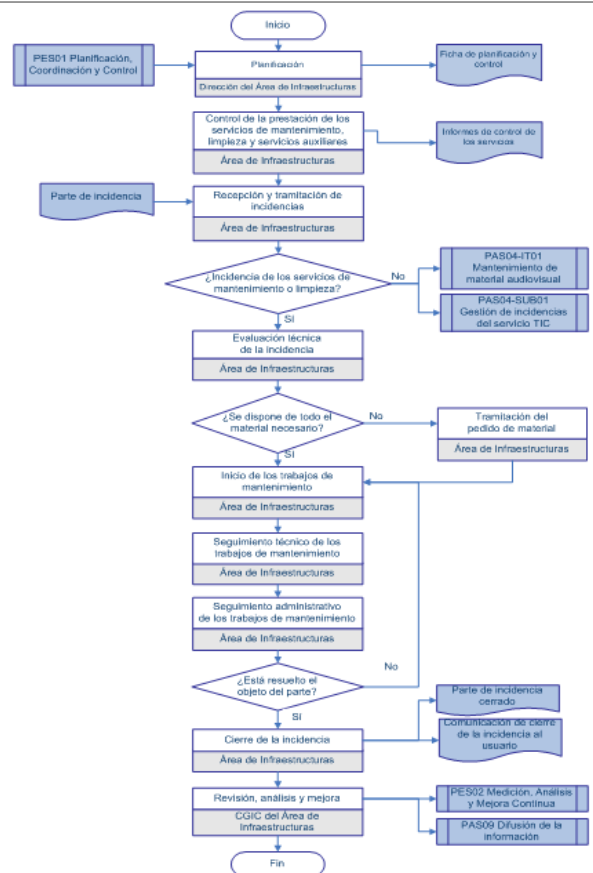 Inicio
PES01 Planificación,
Coordinación y Control
Planificación
Dirección del Área de Infraestructuras
Ficha de planificación y
control
Control de la prestación de los
servicios de mantenimiento,
limpieza y servicios auxiliares
Área de Infraestructuras
Informes de control de
los servicios
Parte de incidencia
Recepción y tramitación de
incidencias
Área de Infraestructuras
¿Incidencia de los servicios de
mantenimiento o limpieza?
No
PAS04-IT01
Mantenimiento de
material audiovisual
PAS04-SUB01
Gestión de incidencias
del servicio TIC
Sí
Evaluación técnica
de la incidencia
Área de Infraestructuras
¿Se dispone de todo el
material necesario?
No
Tramitación del
pedido de material
Área de Infraestructuras
Sí
Inicio de los trabajos de
mantenimiento
Área de Infraestructuras
Seguimiento técnico de los
trabajos de mantenimiento
Área de Infraestructuras
Seguimiento administrativo
de los trabajos de mantenimiento
Área de Infraestructuras
¿Está resuelto el
objeto del parte?
No
Sí
Parte de incidencia
cerrado
Cierre de la incidencia
Área de Infraestructuras
Comunicación de cierre
de la incidencia al
usuario
Revisión, análisis y mejora
CGIC del Área de
Infraestructuras
PES02 Medición, Análisis
y Mejora Continua
PAS09 Difusión de la
información
Fin